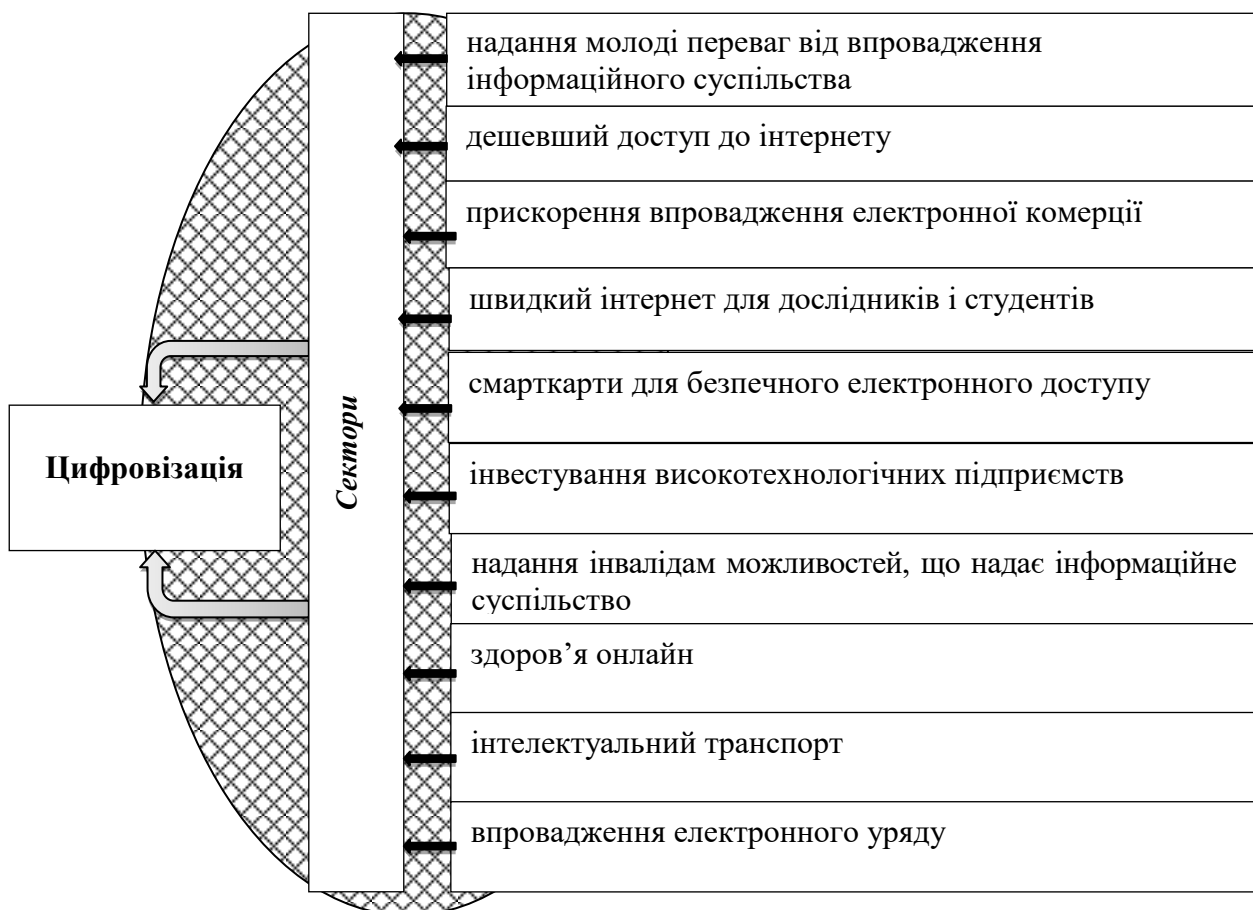 Цифровізація
Сектори
надання молоді переваг від впровадження
інформаційного суспільства
дешевший доступ до інтернету
прискорення впровадження електронної комерції
швидкий інтернет для дослідників і студентів
смарткарти для безпечного електронного доступу
інвестування високотехнологічних підприємств
надання інвалідам можливостей, що надає інформаційне
суспільство
здоров’я онлайн
інтелектуальний транспорт
впровадження електронного уряду